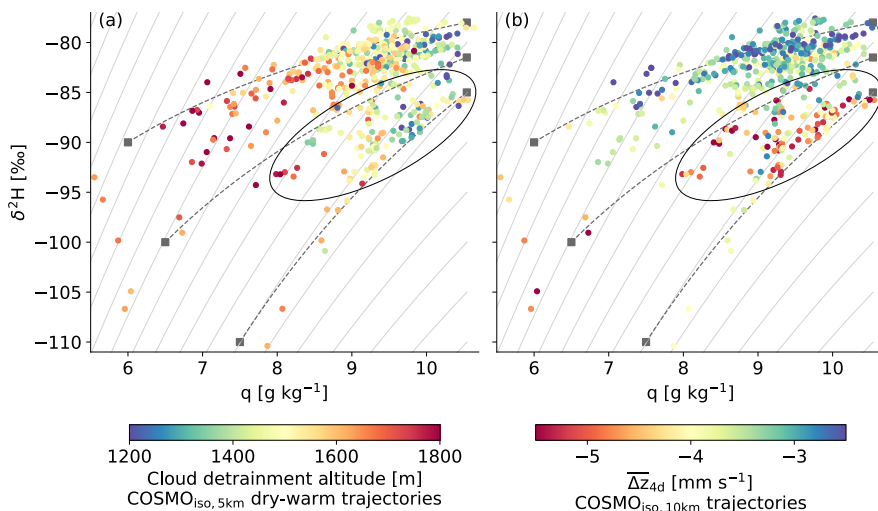 (a)
(b)
−80
−85
−90
−95
−100
−105
−110
δ²H [‰]
6 7 8 9 10
6 7 8 9 10
q [g kg⁻¹]
q [g kg⁻¹]
1200 1400 1600 1800
Cloud detrainment altitude [m]
COSMOiso, 5km dry-warm trajectories
−5 −4 −3
Δz̅4d [mm s⁻¹]
COSMOiso, 10km trajectories